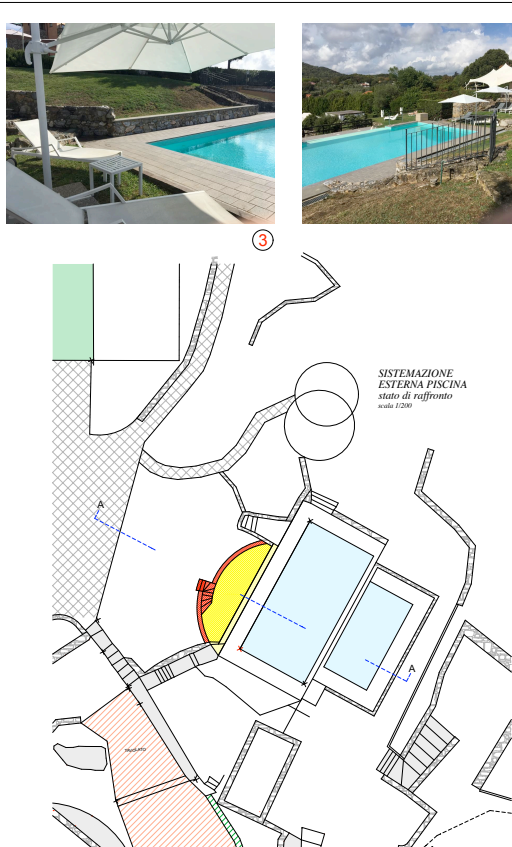 3
SISTEMAZIONE
ESTERNA PISCINA
stato di raffronto
scala 1/200
A
A